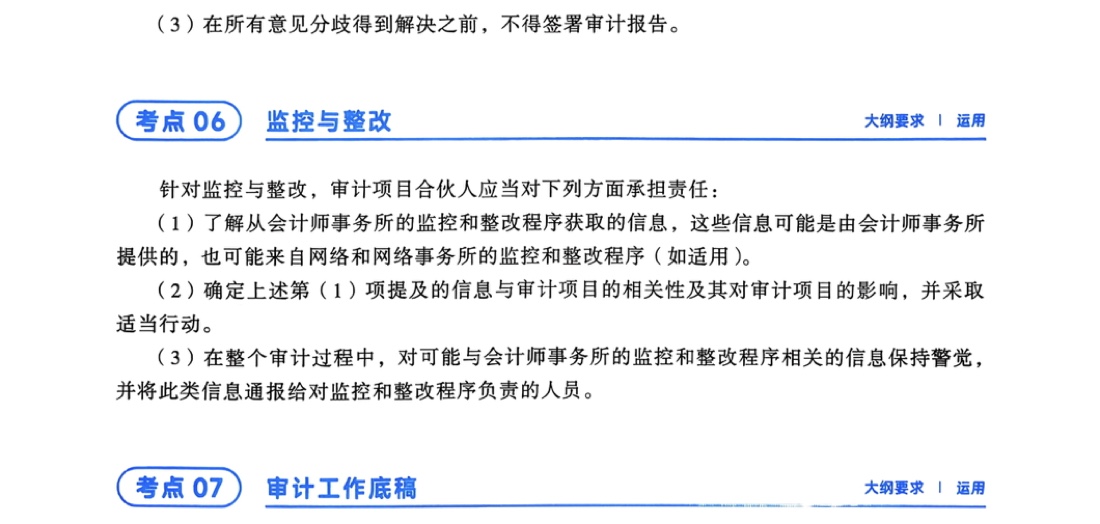 （3）在所有意见分歧得到解决之前，不得签署审计报告。
考点 06 监控与整改 大纲要求 | 运用
针对监控与整改，审计项目合伙人应当对下列方面承担责任：
（1）了解从会计师事务所的监控和整改程序获取的信息，这些信息可能是由会计师事务所
提供的，也可能来自网络和网络事务所的监控和整改程序（如适用）。
（2）确定上述第（1）项提及的信息与审计项目的相关性及其对审计项目的影响，并采取
适当行动。
（3）在整个审计过程中，对可能与会计师事务所的监控和整改程序相关的信息保持警觉，
并将此类信息通报给对监控和整改程序负责的人员。
考点 07 审计工作底稿 大纲要求 | 运用